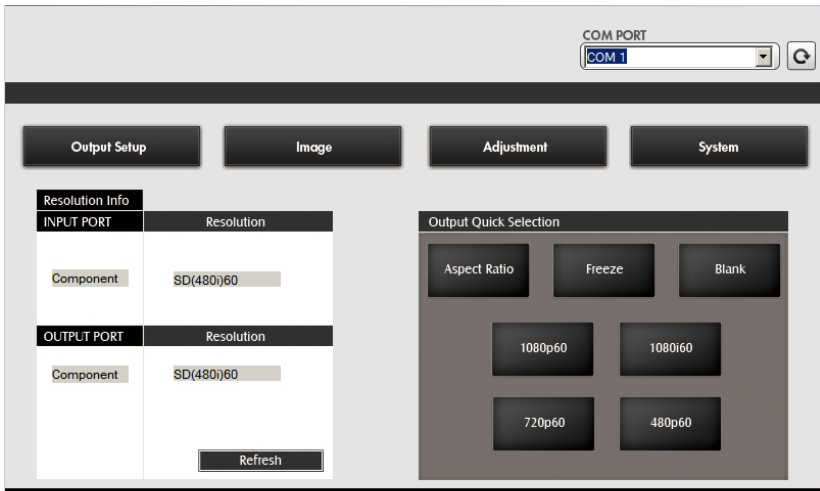 COM PORT
COM 1
Output Setup
Image
Adjustment
System
Resolution Info
INPUT PORT
Resolution
Component
SD(480i)60
OUTPUT PORT
Resolution
Component
SD(480i)60
Refresh
Output Quick Selection
Aspect Ratio
Freeze
Blank
1080p60
1080i60
720p60
480p60